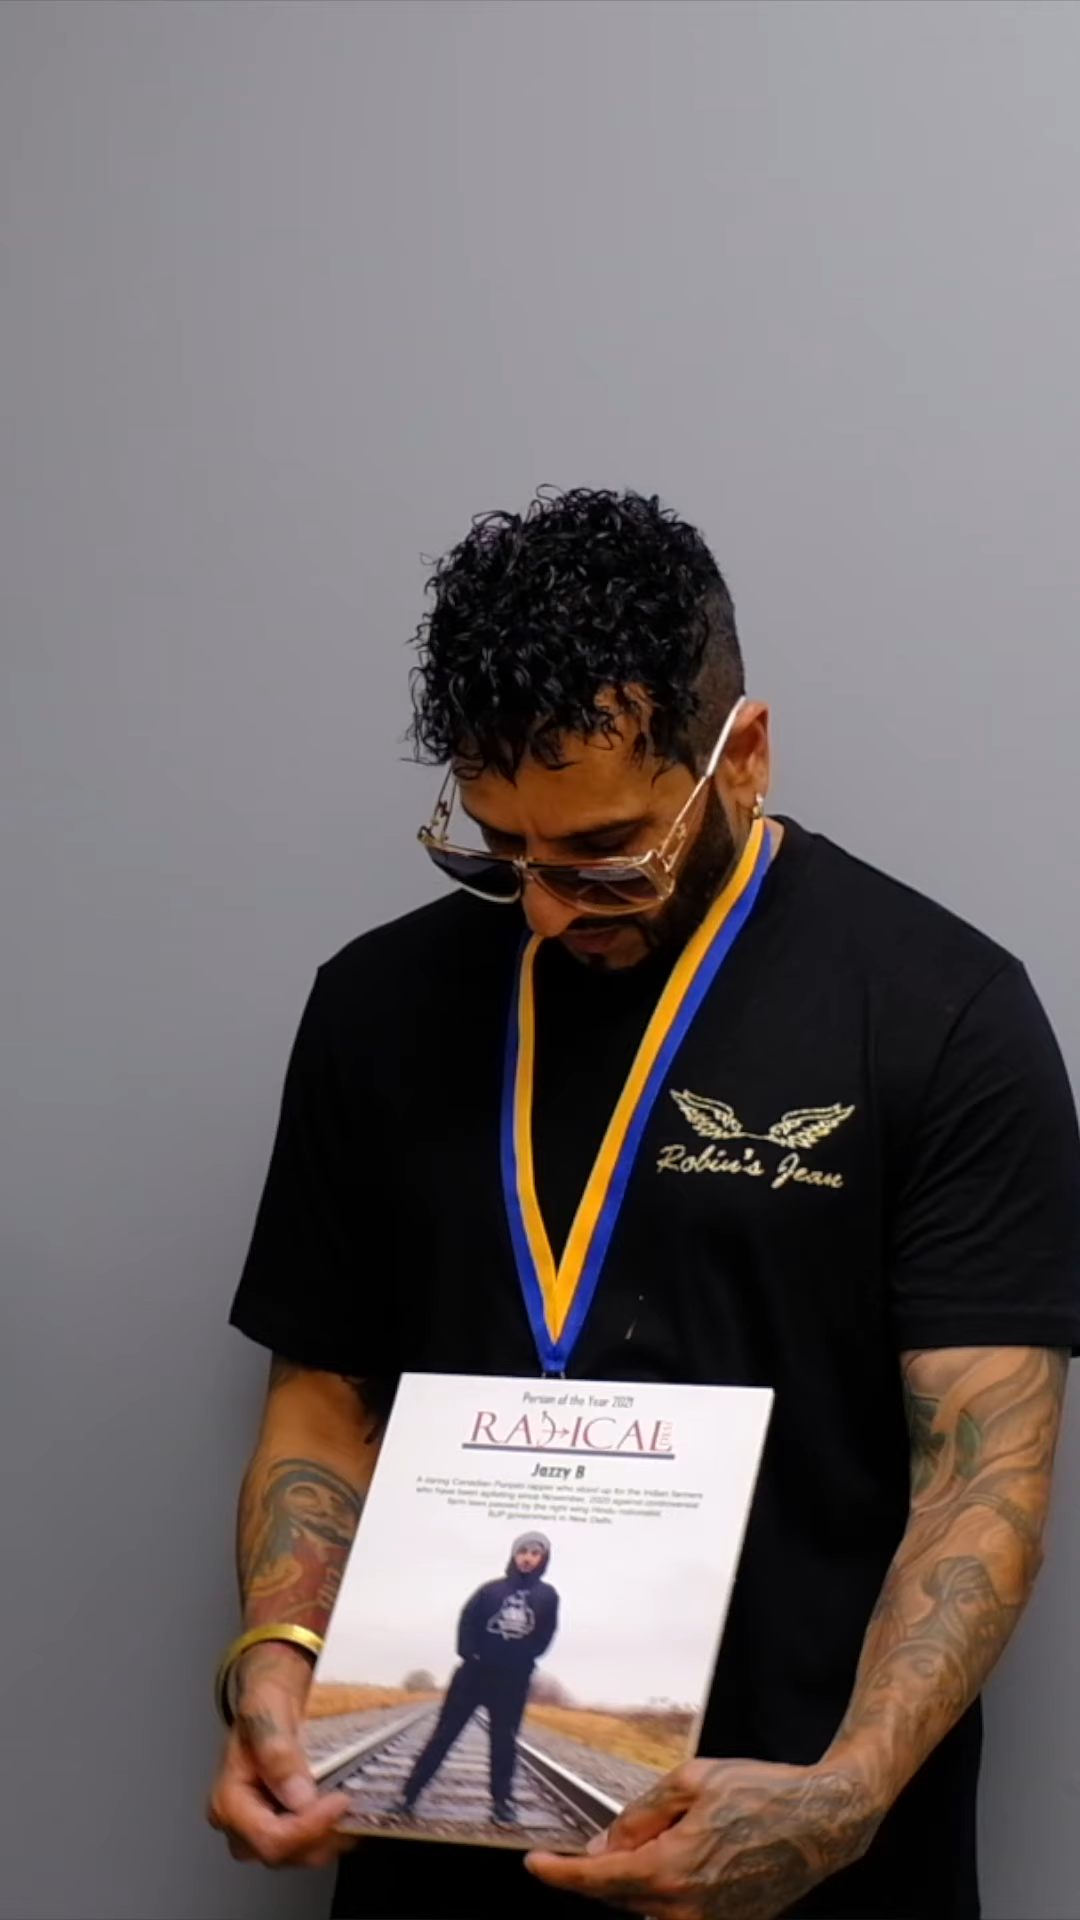 Robin's Jean
Person of the Year 2021
RADICAL
DESI
Jazzy B
A daring Canadian Punjabi rapper who stood up for the Indian farmers
who have been agitating since November, 2020 against controversial
farm laws passed by the right wing Hindu nationalist
BJP government in New Delhi.